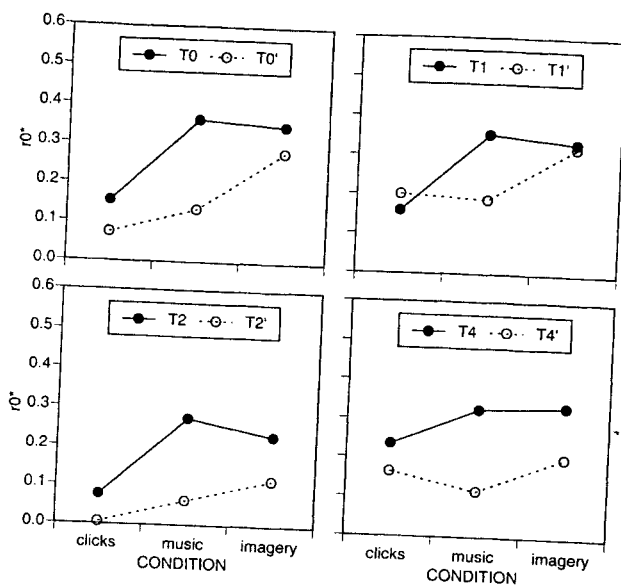 0.6
0.5
0.4
0.3
0.2
0.1
0.0
r0*
T0 T0'
T1 T1'
0.6
0.5
0.4
0.3
0.2
0.1
0.0
r0*
T2 T2'
T4 T4'
clicks music imagery
CONDITION
clicks music imagery
CONDITION